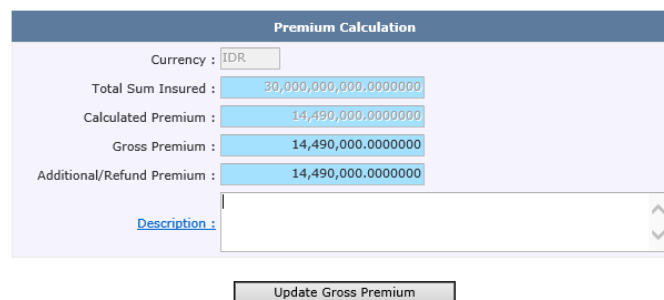 Premium Calculation
Currency : IDR
Total Sum Insured : 30,000,000,000.0000000
Calculated Premium : 14,490,000.0000000
Gross Premium : 14,490,000.0000000
Additional/Refund Premium : 14,490,000.0000000
Description :
Update Gross Premium